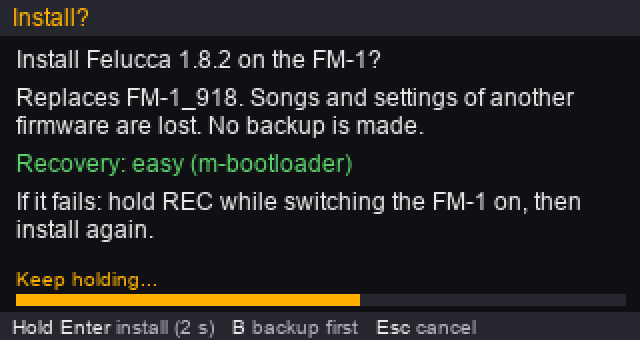 Install?
Install Felucca 1.8.2 on the FM-1?
Replaces FM-1_918. Songs and settings of another
firmware are lost. No backup is made.
Recovery: easy (m-bootloader)
If it fails: hold REC while switching the FM-1 on, then
install again.
Keep holding...
Hold Enter install (2 s)   B backup first   Esc cancel